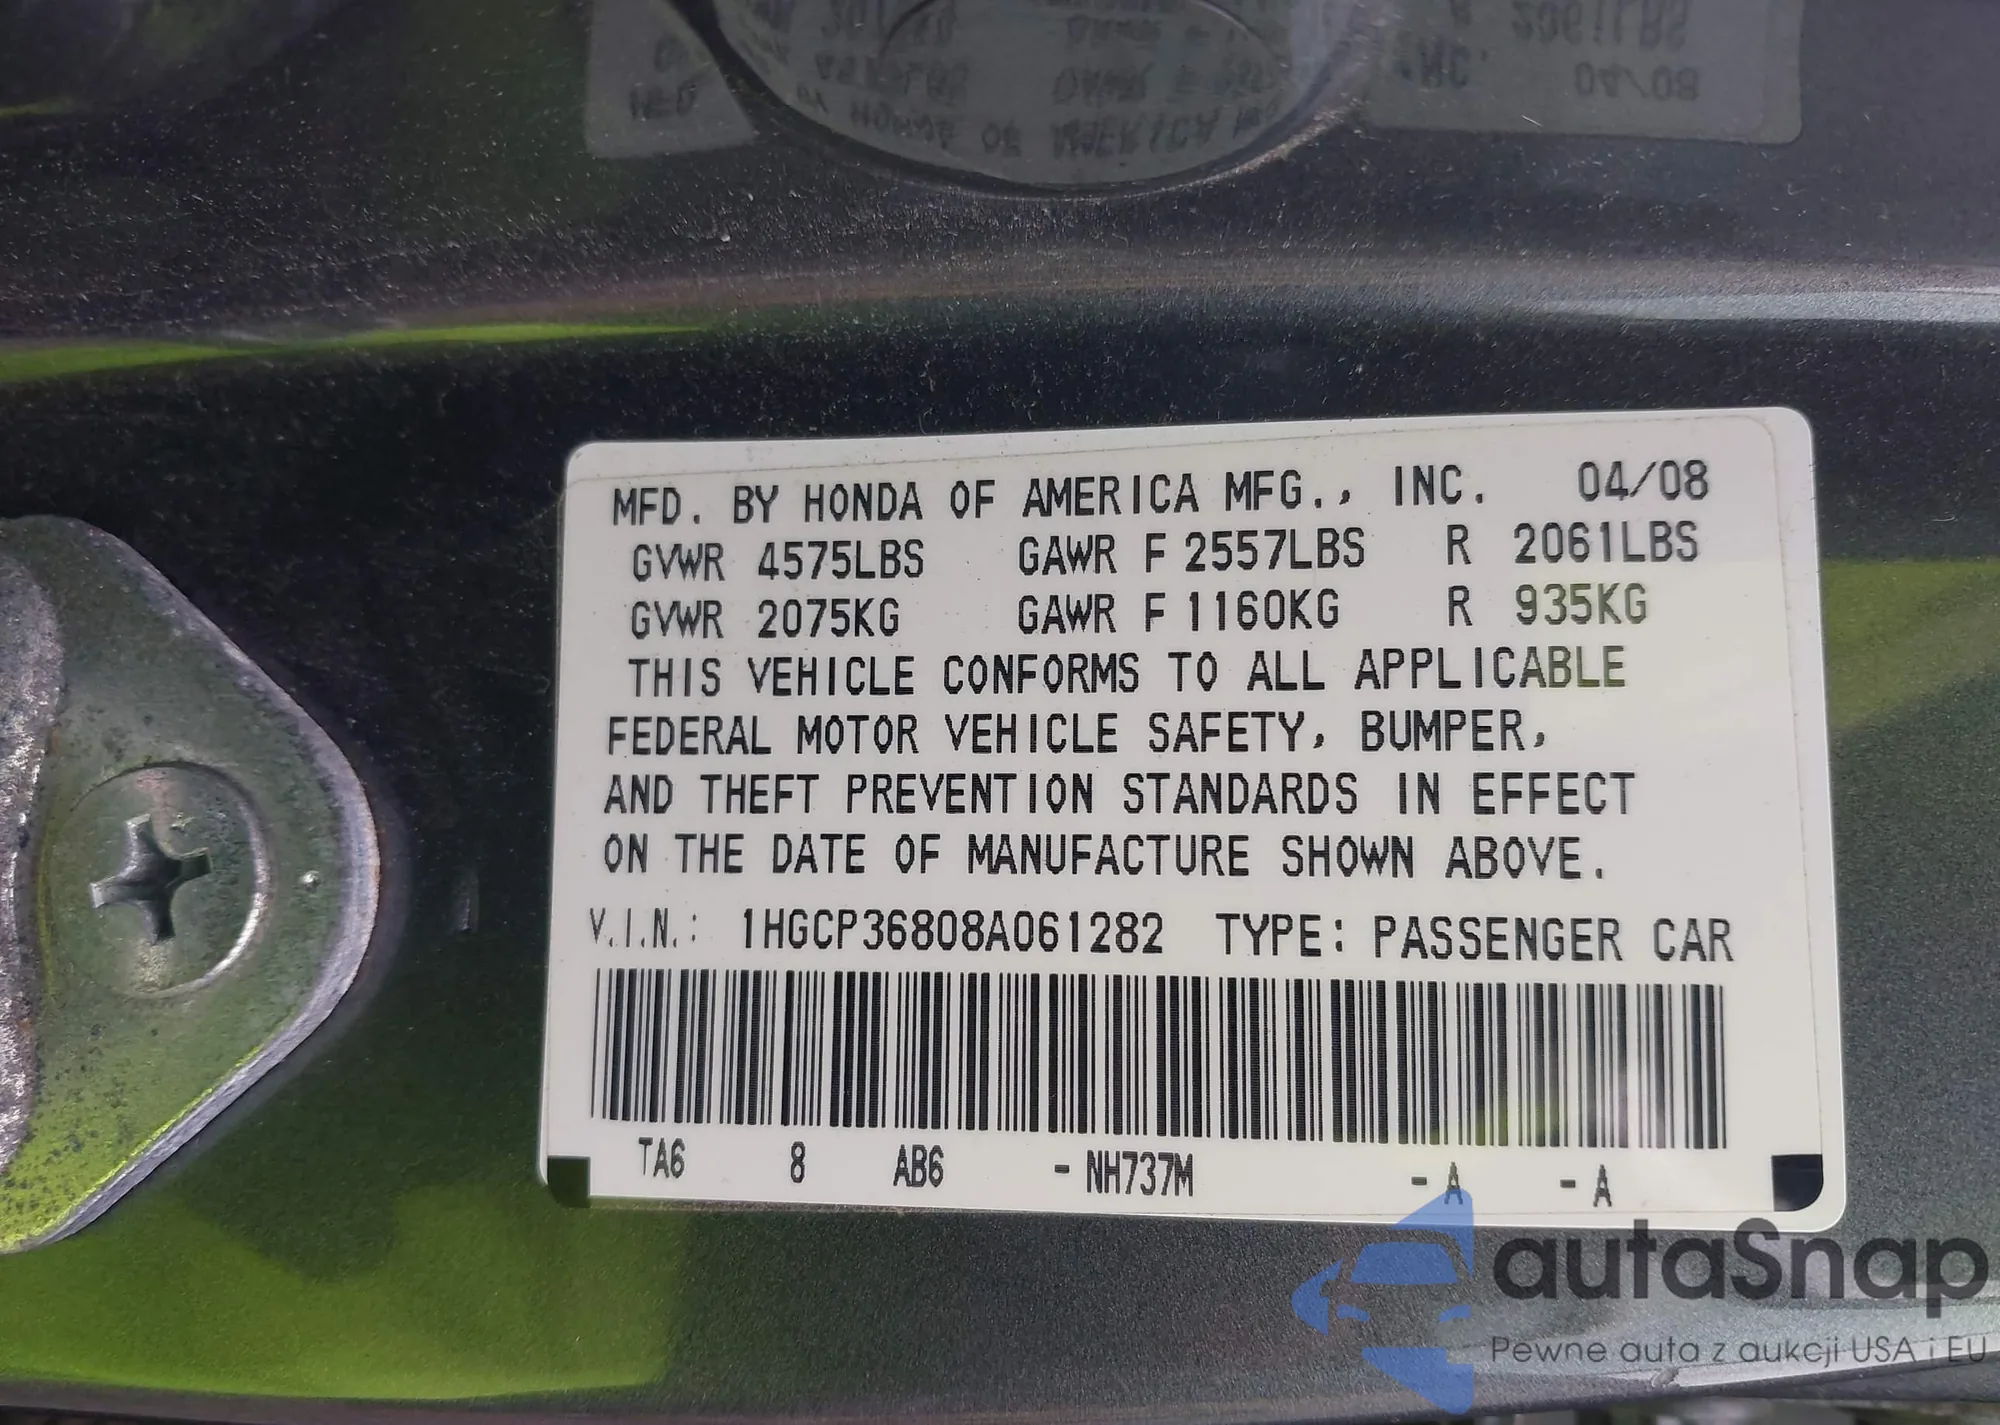 MFD. BY HONDA OF AMERICA MFG., INC. 04/08
GVWR 4575LBS GAWR F 2557LBS R 2061LBS
GVWR 2075KG GAWR F 1160KG R 935KG
THIS VEHICLE CONFORMS TO ALL APPLICABLE
FEDERAL MOTOR VEHICLE SAFETY, BUMPER,
AND THEFT PREVENTION STANDARDS IN EFFECT
ON THE DATE OF MANUFACTURE SHOWN ABOVE.
V.I.N.: 1HGCP36808A061282 TYPE: PASSENGER CAR
TA6 8 AB6 -NH737M -A -A
autaSnap
Pewne auta z aukcji USA i EU